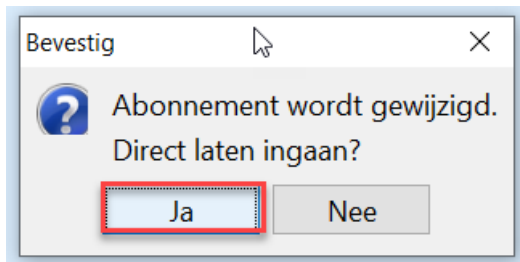 Bevestig
Abonnement wordt gewijzigd.
Direct laten ingaan?
Ja
Nee